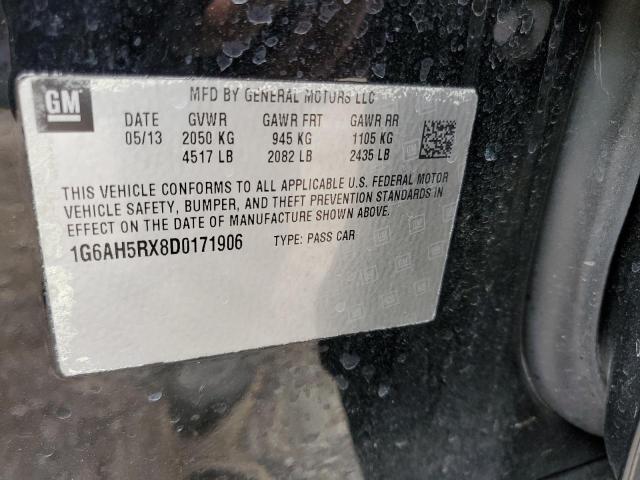 GM
MFD BY GENERAL MOTORS LLC
DATE GVWR GAWR FRT GAWR RR
05/13 2050 KG 945 KG 1105 KG
4517 LB 2082 LB 2435 LB
THIS VEHICLE CONFORMS TO ALL APPLICABLE U.S. FEDERAL MOTOR
VEHICLE SAFETY, BUMPER, AND THEFT PREVENTION STANDARDS IN
EFFECT ON THE DATE OF MANUFACTURE SHOWN ABOVE.
1G6AH5RX8D0171906 TYPE: PASS CAR